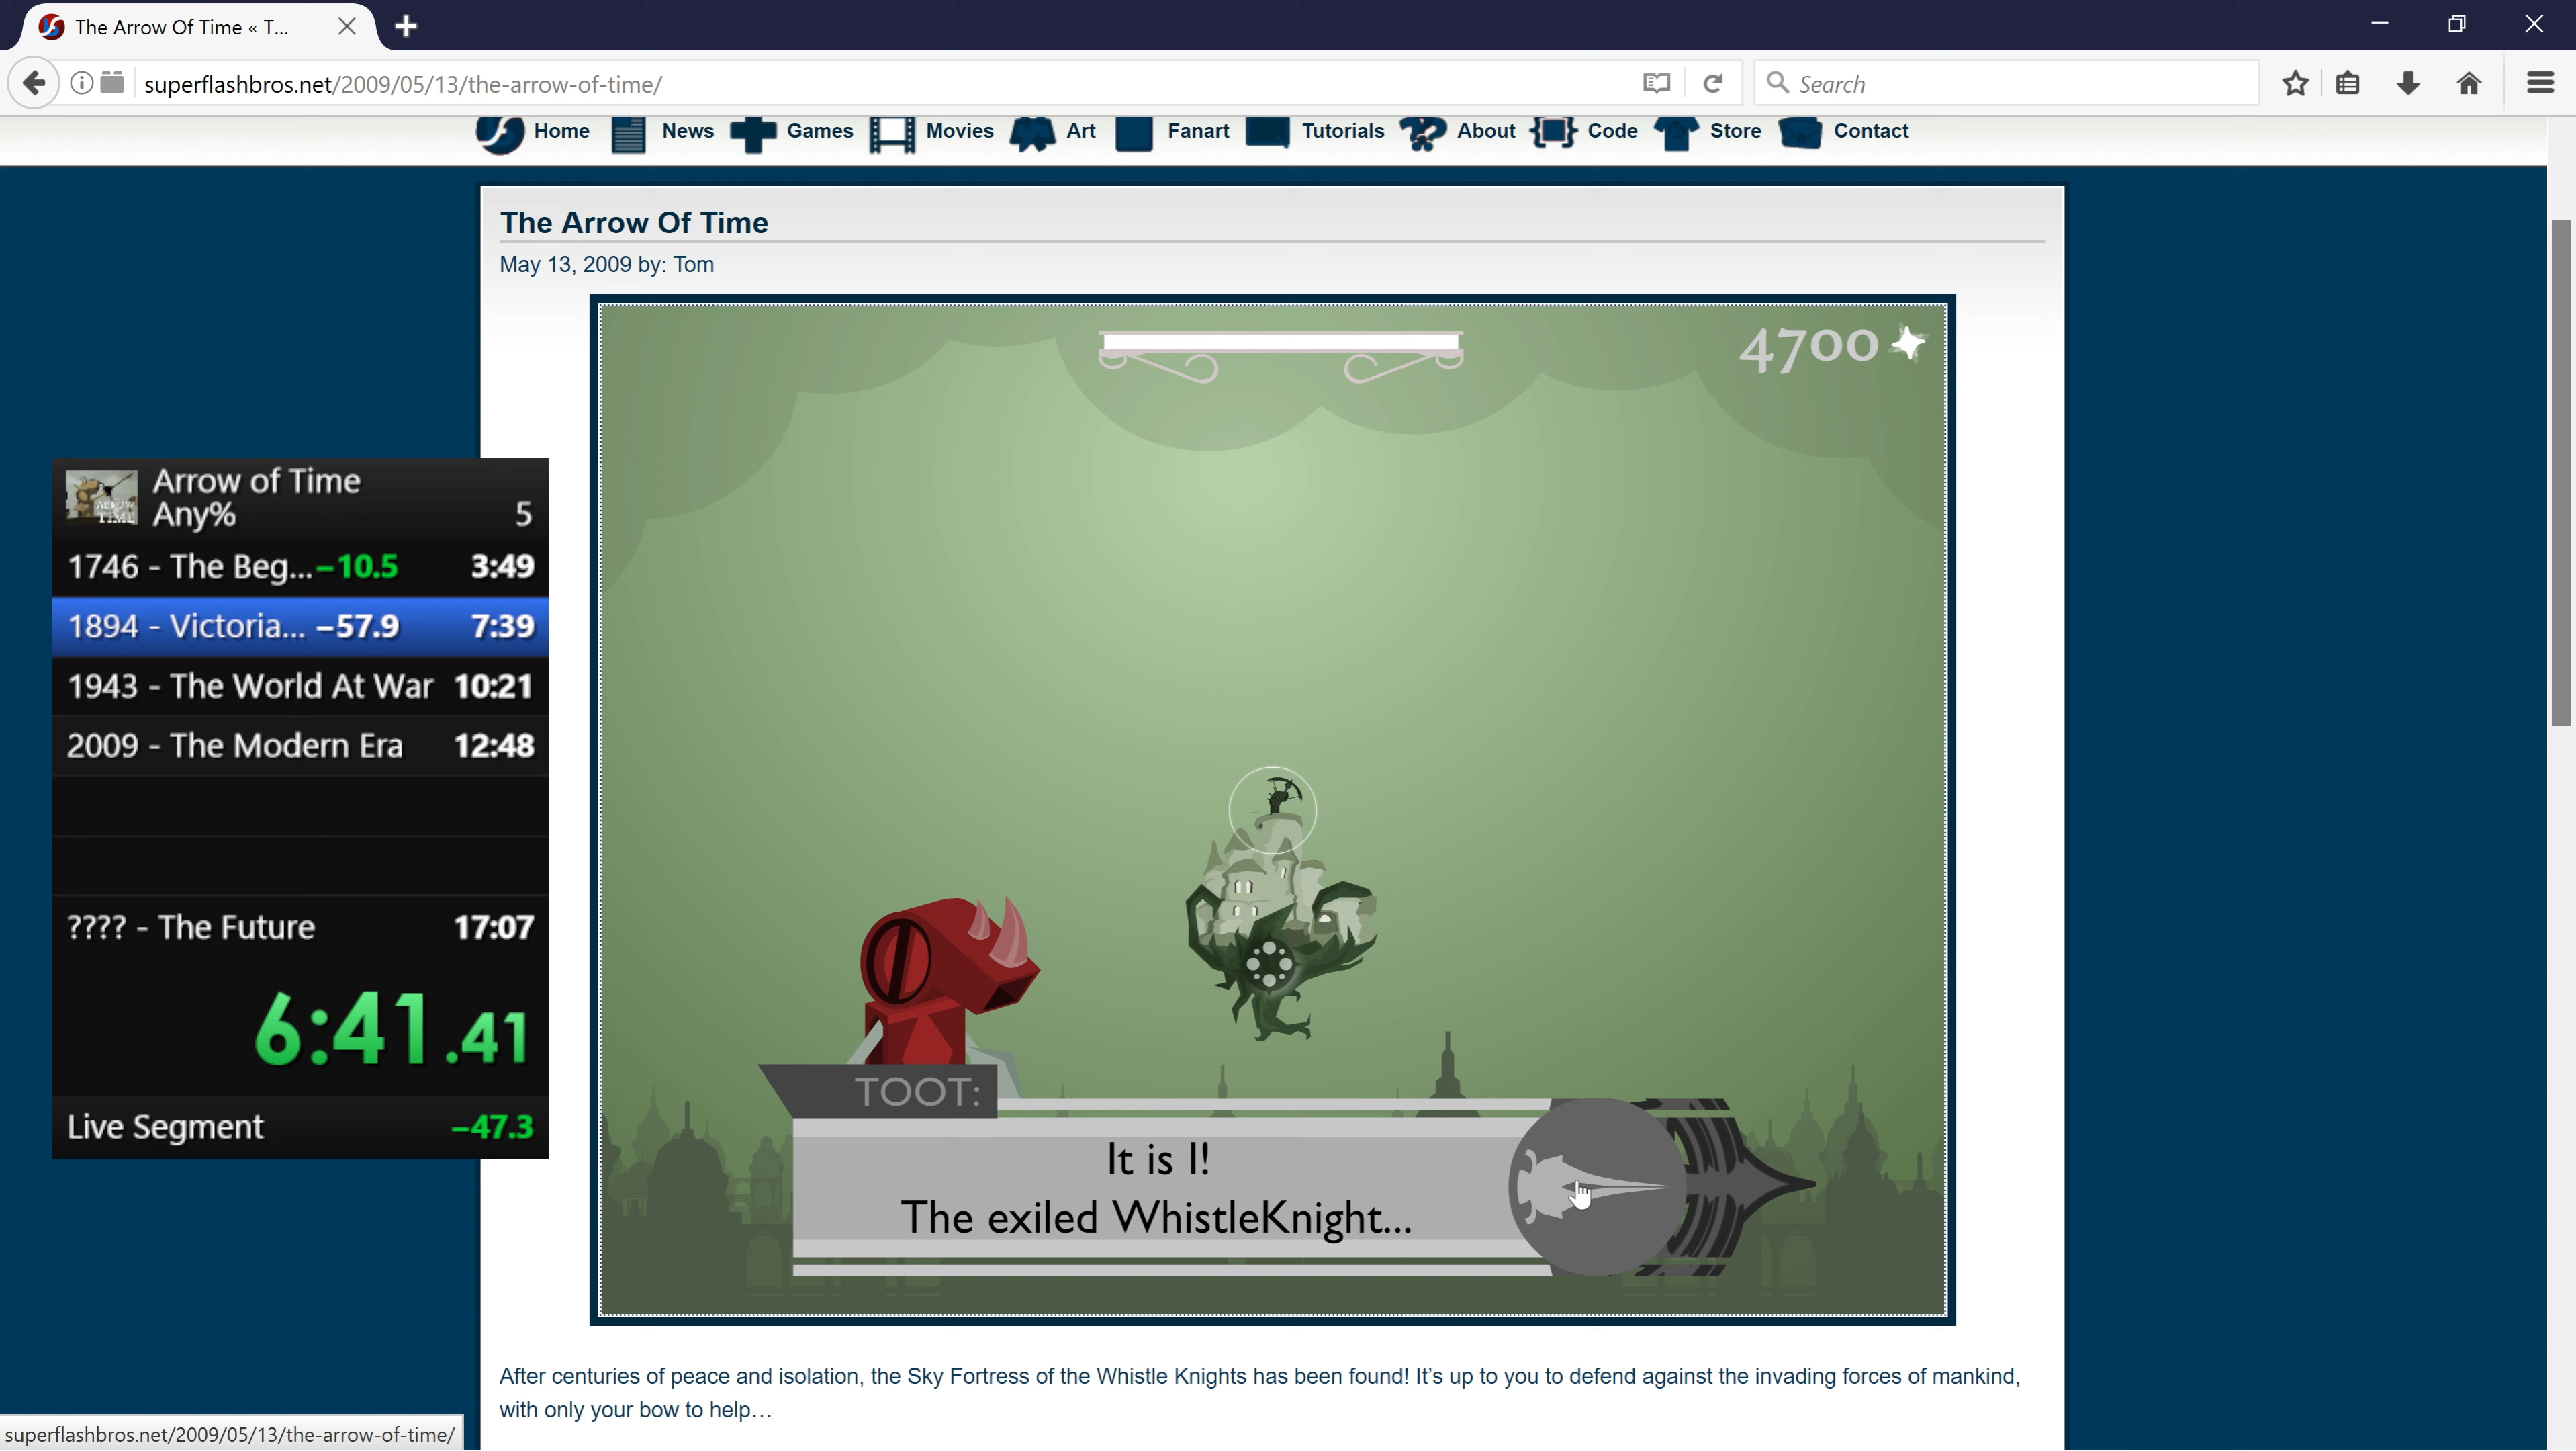 The Arrow Of Time « T...
superflashbros.net/2009/05/13/the-arrow-of-time/
Search
Home News Games Movies Art Fanart Tutorials About Code Store Contact
The Arrow Of Time
May 13, 2009 by: Tom
4700
Arrow of Time
Any% 5
1746 - The Beg... −10.5 3:49
1894 - Victoria... −57.9 7:39
1943 - The World At War 10:21
2009 - The Modern Era 12:48
???? - The Future 17:07
6:41.41
Live Segment −47.3
TOOT:
It is I!
The exiled WhistleKnight...
After centuries of peace and isolation, the Sky Fortress of the Whistle Knights has been found! It's up to you to defend against the invading forces of mankind,
with only your bow to help...
superflashbros.net/2009/05/13/the-arrow-of-time/